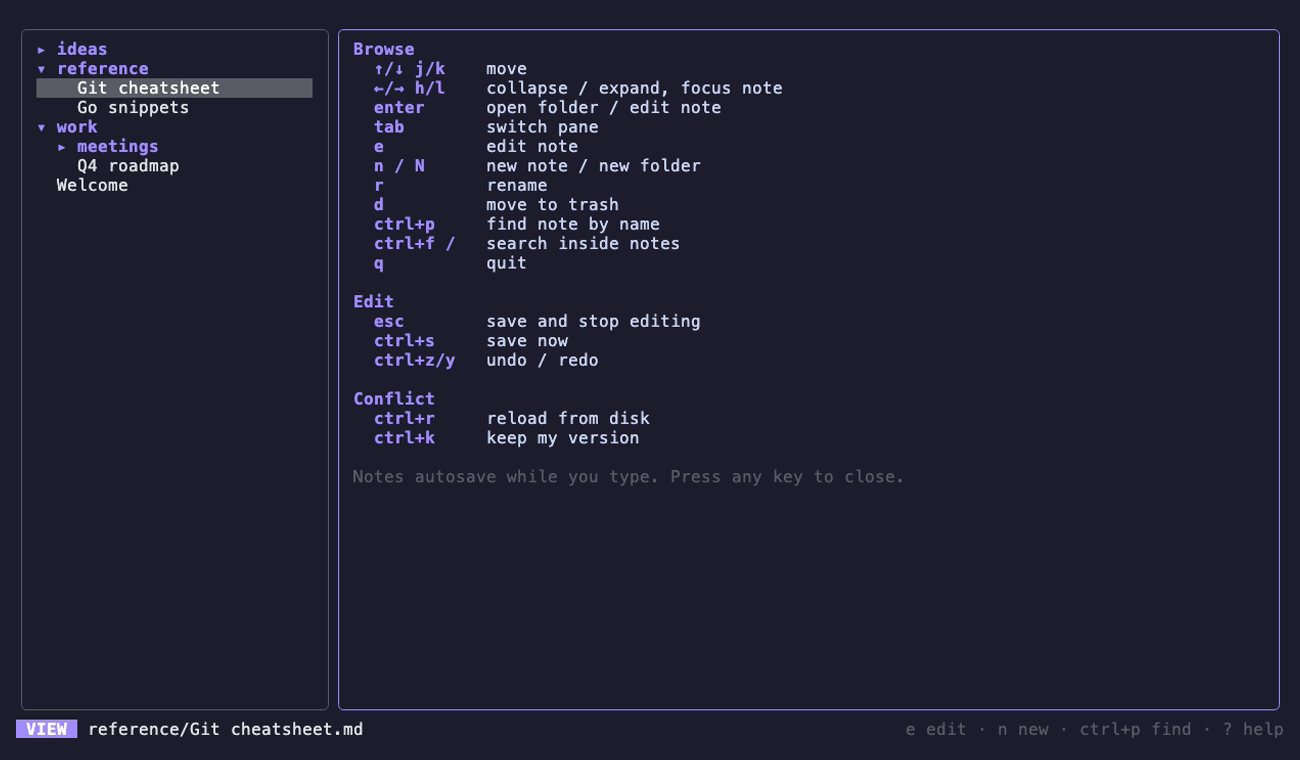 ▸ ideas
▾ reference
Git cheatsheet
Go snippets
▾ work
▸ meetings
Q4 roadmap
Welcome
Browse
↑/↓ j/k move
←/→ h/l collapse / expand, focus note
enter open folder / edit note
tab switch pane
e edit note
n / N new note / new folder
r rename
d move to trash
ctrl+p find note by name
ctrl+f / search inside notes
q quit
Edit
esc save and stop editing
ctrl+s save now
ctrl+z/y undo / redo
Conflict
ctrl+r reload from disk
ctrl+k keep my version
Notes autosave while you type. Press any key to close.
VIEW reference/Git cheatsheet.md e edit · n new · ctrl+p find · ? help